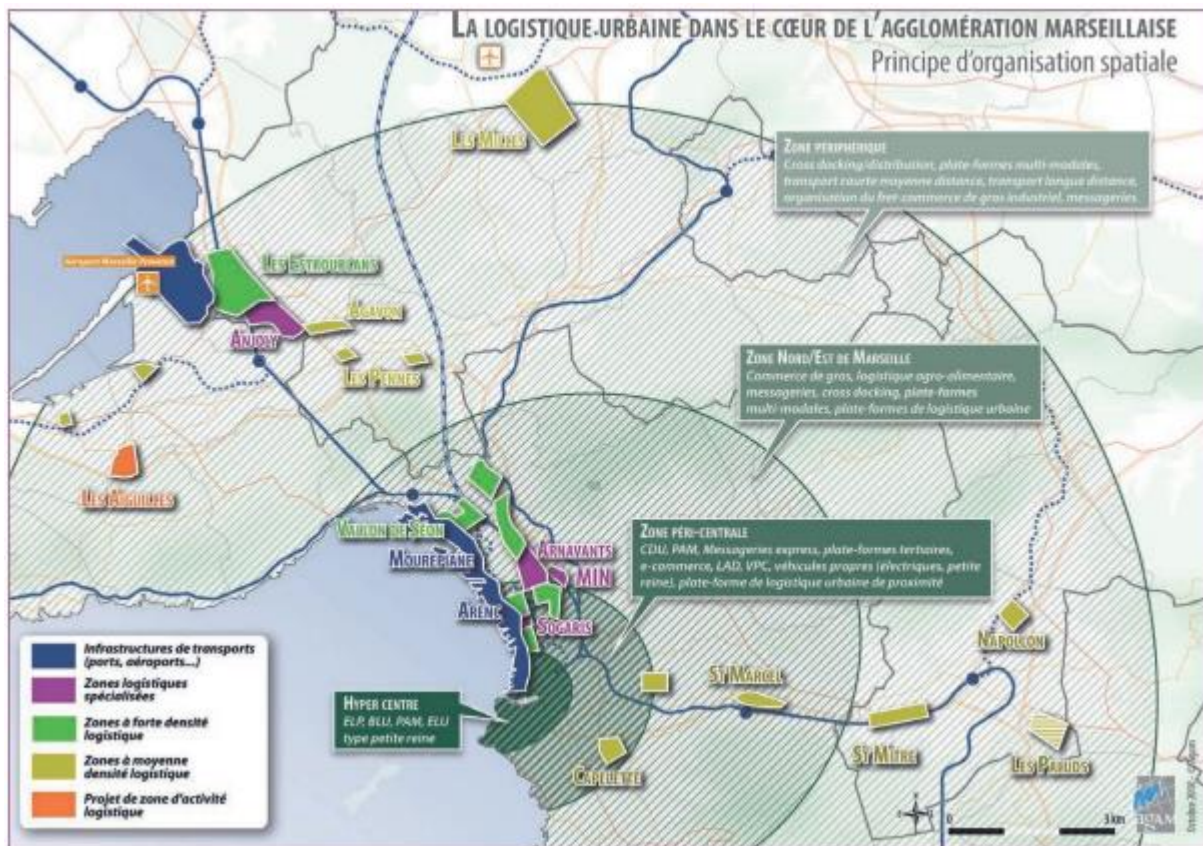 LA LOGISTIQUE URBAINE DANS LE CŒUR DE L'AGGLOMÉRATION MARSEILLAISE
Principe d'organisation spatiale
LES MILLES
ZONE PÉRIPHÉRIQUE
Cross docking/distribution, plate-formes multi-modales,
transport courte moyenne distance, transport longue distance,
organisation du fret-commerce de gros industriel, messageries
Aéroport Marseille Provence
LES ESTROUBLANS
AGAVON
ANJOLY
LES PENNES
ZONE NORD/EST DE MARSEILLE
Commerce de gros, logistique agro-alimentaire,
messageries, cross docking, plate-formes
multi-modales, plate-formes de logistique urbaine
LES AIGUILLES
VALLON DE SÉON
MOUREPIANE
ARNAVANTS
MIN
ARENC
SOGARIS
ZONE PÉRI-CENTRALE
CDU, PAM, Messageries express, plate-formes tertiaires,
e-commerce, LAD, VPC, véhicules propres (électriques, petite
reine), plate-forme de logistique urbaine de proximité
NAPOLLON
ST MARCEL
ST MITRE
LES PALUDS
CAPELETTE
HYPER CENTRE
ELP, BLU, PAM, ELU
type petite reine
Infrastructures de transports
(ports, aéroports...)
Zones logistiques
spécialisées
Zones à forte densité
logistique
Zones à moyenne
densité logistique
Projet de zone d'activité
logistique
0
3 km
agAM